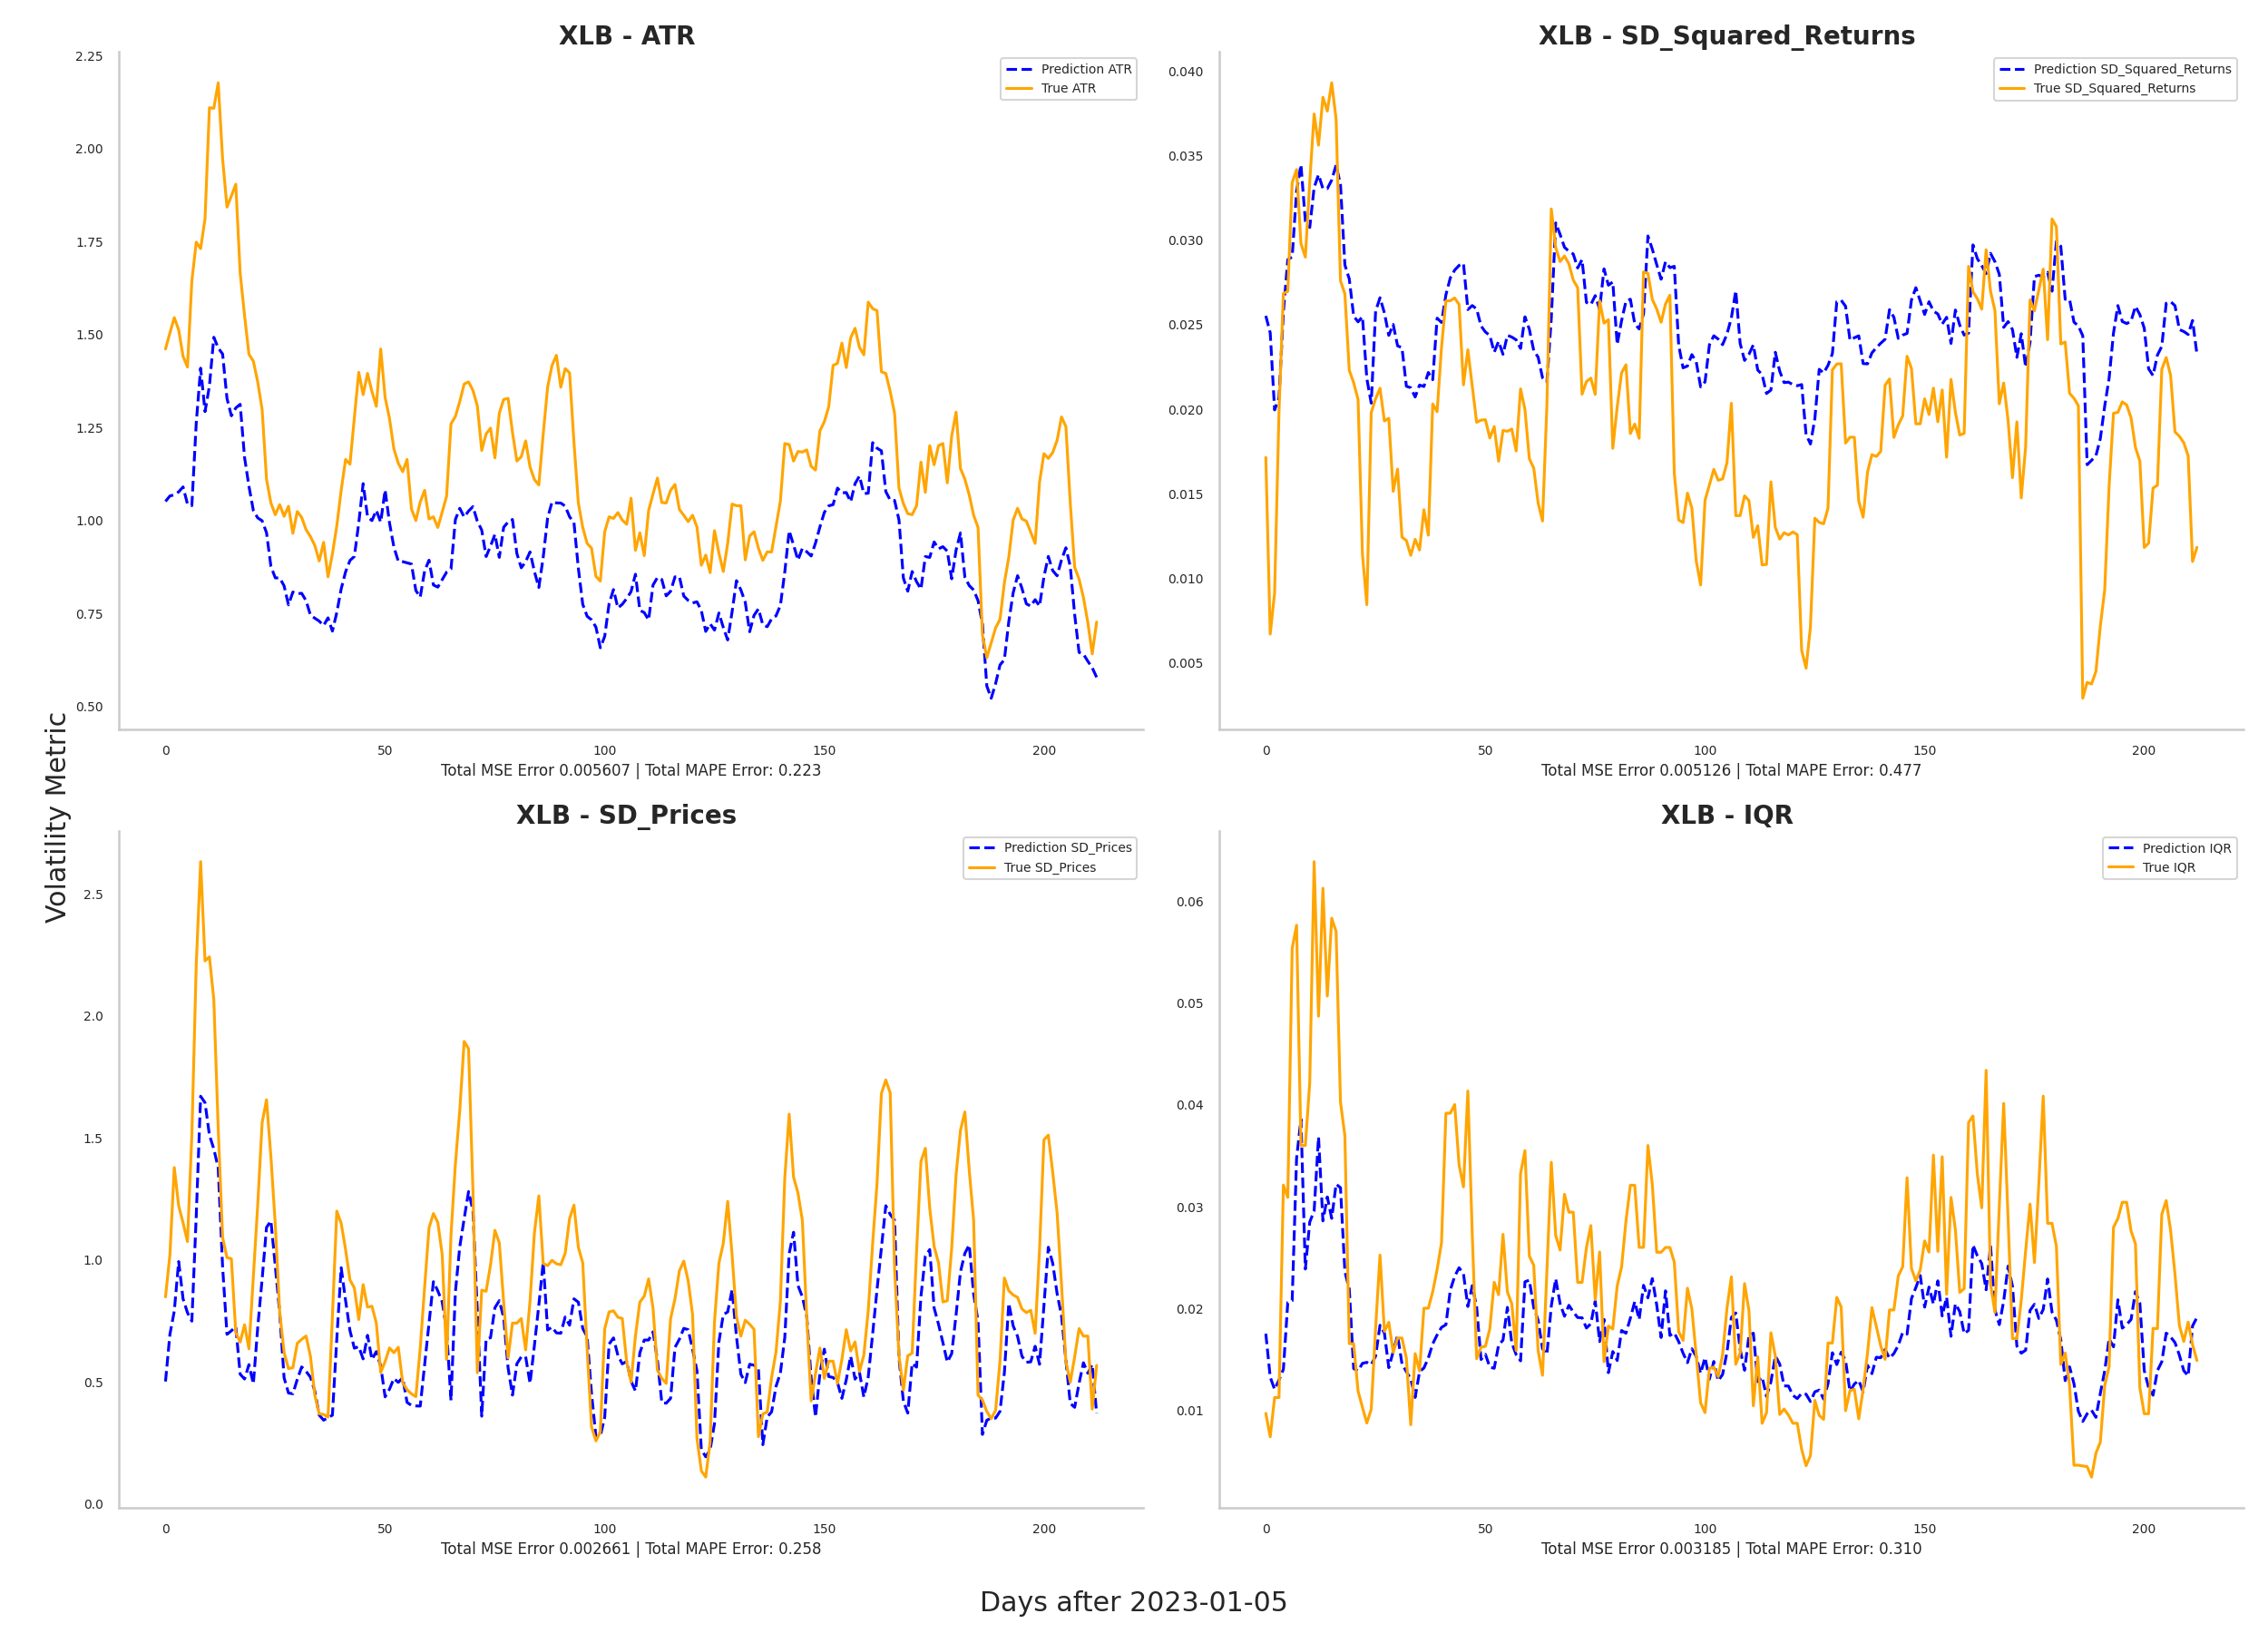 XLB - ATR
2.25
2.00
1.75
1.50
1.25
1.00
0.75
0.50
Prediction ATR
True ATR
0 50 100 150 200
Total MSE Error 0.005607 | Total MAPE Error: 0.223
XLB - SD_Squared_Returns
0.040
0.035
0.030
0.025
0.020
0.015
0.010
0.005
Prediction SD_Squared_Returns
True SD_Squared_Returns
0 50 100 150 200
Total MSE Error 0.005126 | Total MAPE Error: 0.477
Volatility Metric
XLB - SD_Prices
2.5
2.0
1.5
1.0
0.5
0.0
Prediction SD_Prices
True SD_Prices
0 50 100 150 200
Total MSE Error 0.002661 | Total MAPE Error: 0.258
XLB - IQR
0.06
0.05
0.04
0.03
0.02
0.01
Prediction IQR
True IQR
0 50 100 150 200
Total MSE Error 0.003185 | Total MAPE Error: 0.310
Days after 2023-01-05